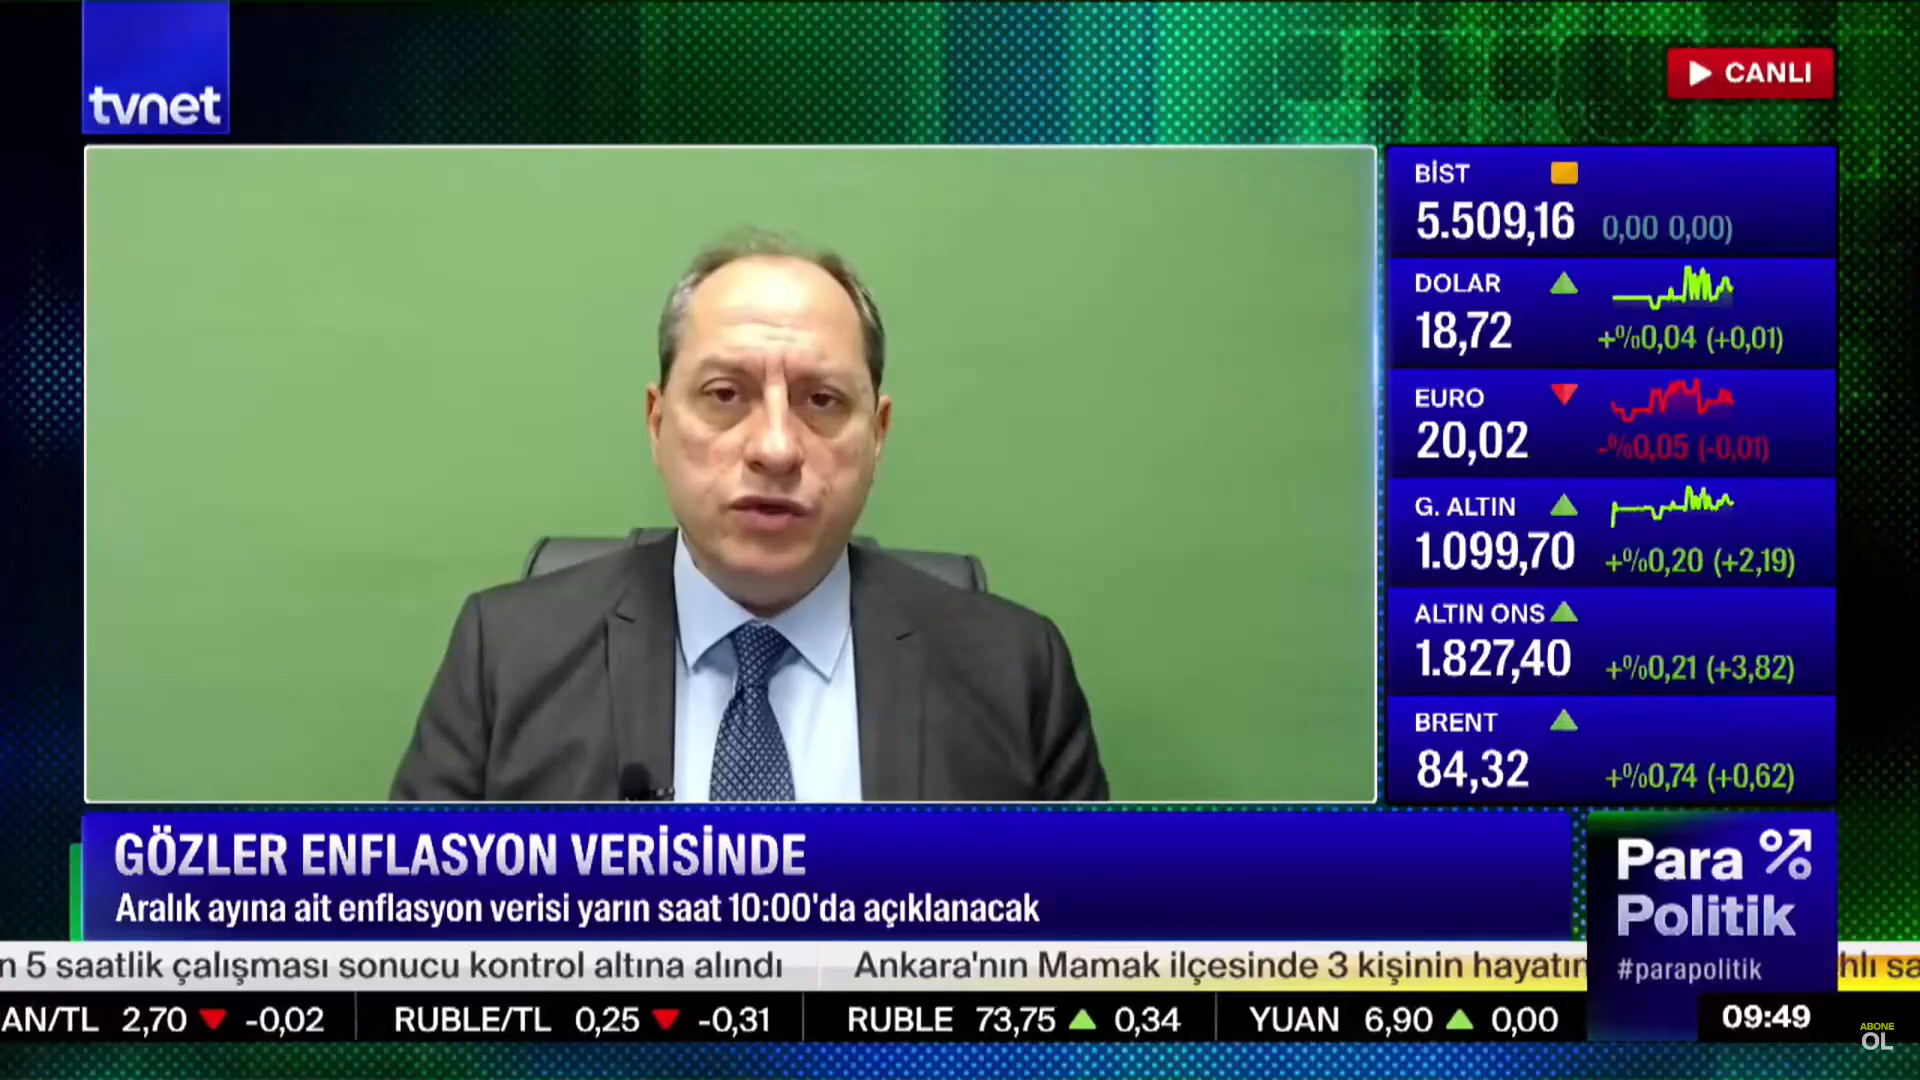 tvnet
CANLI
BİST
5.509,16 0,00 0,00)
DOLAR
18,72 +%0,04 (+0,01)
EURO
20,02 -%0,05 (-0,01)
G. ALTIN
1.099,70 +%0,20 (+2,19)
ALTIN ONS
1.827,40 +%0,21 (+3,82)
BRENT
84,32 +%0,74 (+0,62)
GÖZLER ENFLASYON VERİSİNDE
Aralık ayına ait enflasyon verisi yarın saat 10:00'da açıklanacak
Para %
Politik
#parapolitik
n 5 saatlik çalışması sonucu kontrol altına alındı Ankara'nın Mamak ilçesinde 3 kişinin hayatın hlı sa
AN/TL 2,70 -0,02 RUBLE/TL 0,25 -0,31 RUBLE 73,75 0,34 YUAN 6,90 0,00
09:49
ABONE
OL